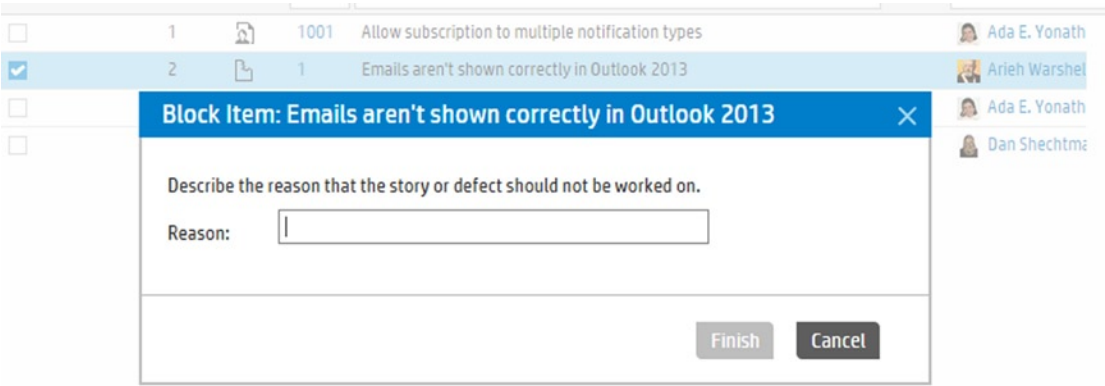 1 1001 Allow subscription to multiple notification types Ada E. Yonath
2 1 Emails aren't shown correctly in Outlook 2013 Arieh Warshel
Block Item: Emails aren't shown correctly in Outlook 2013 Ada E. Yonath
Dan Shechtma
Describe the reason that the story or defect should not be worked on.
Reason:
Finish Cancel